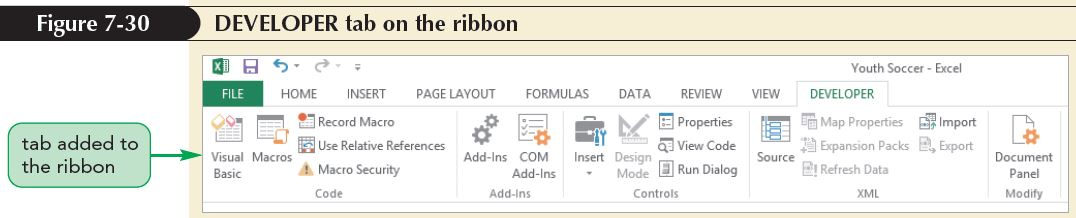 Figure 7-30 DEVELOPER tab on the ribbon
Youth Soccer - Excel
FILE HOME INSERT PAGE LAYOUT FORMULAS DATA REVIEW VIEW DEVELOPER
tab added to
the ribbon
Visual
Basic
Macros
Record Macro
Use Relative References
Macro Security
Code
Add-Ins
COM
Add-Ins
Add-Ins
Insert
Design
Mode
Properties
View Code
Run Dialog
Controls
Source
Map Properties
Expansion Packs
Refresh Data
Import
Export
XML
Document
Panel
Modify